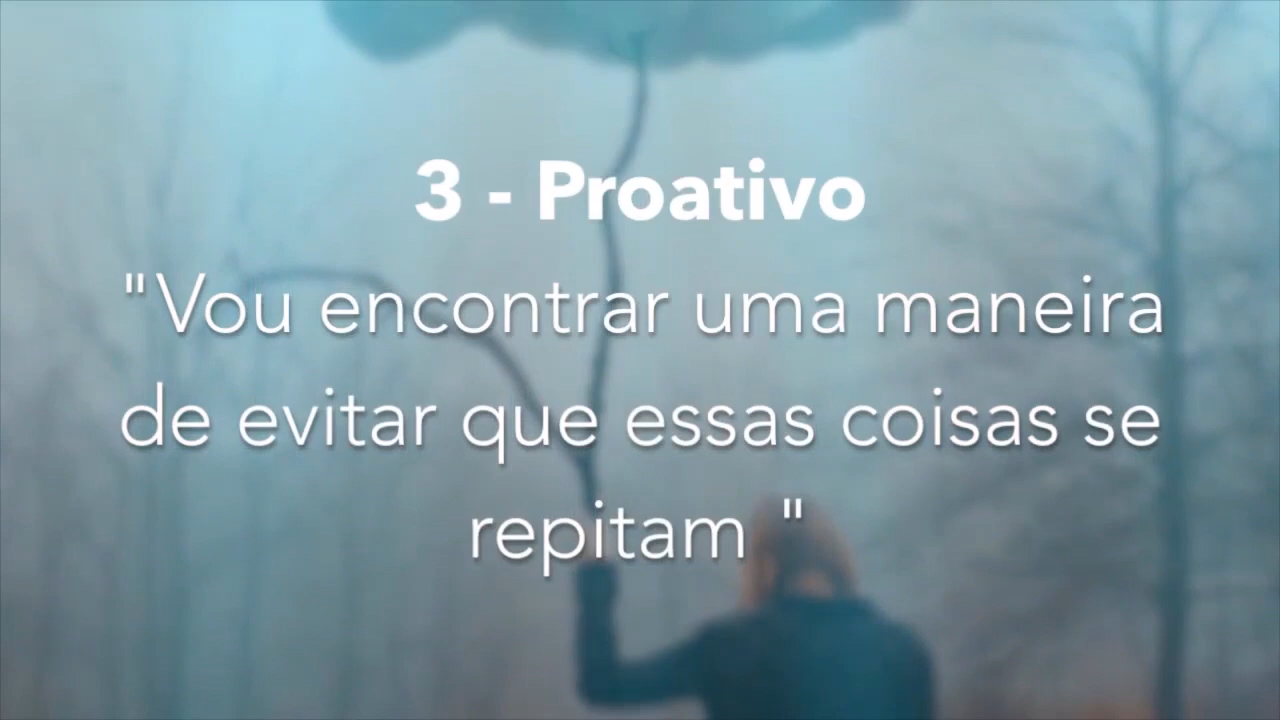 3 - Proativo
"Vou encontrar uma maneira
de evitar que essas coisas se
repitam "